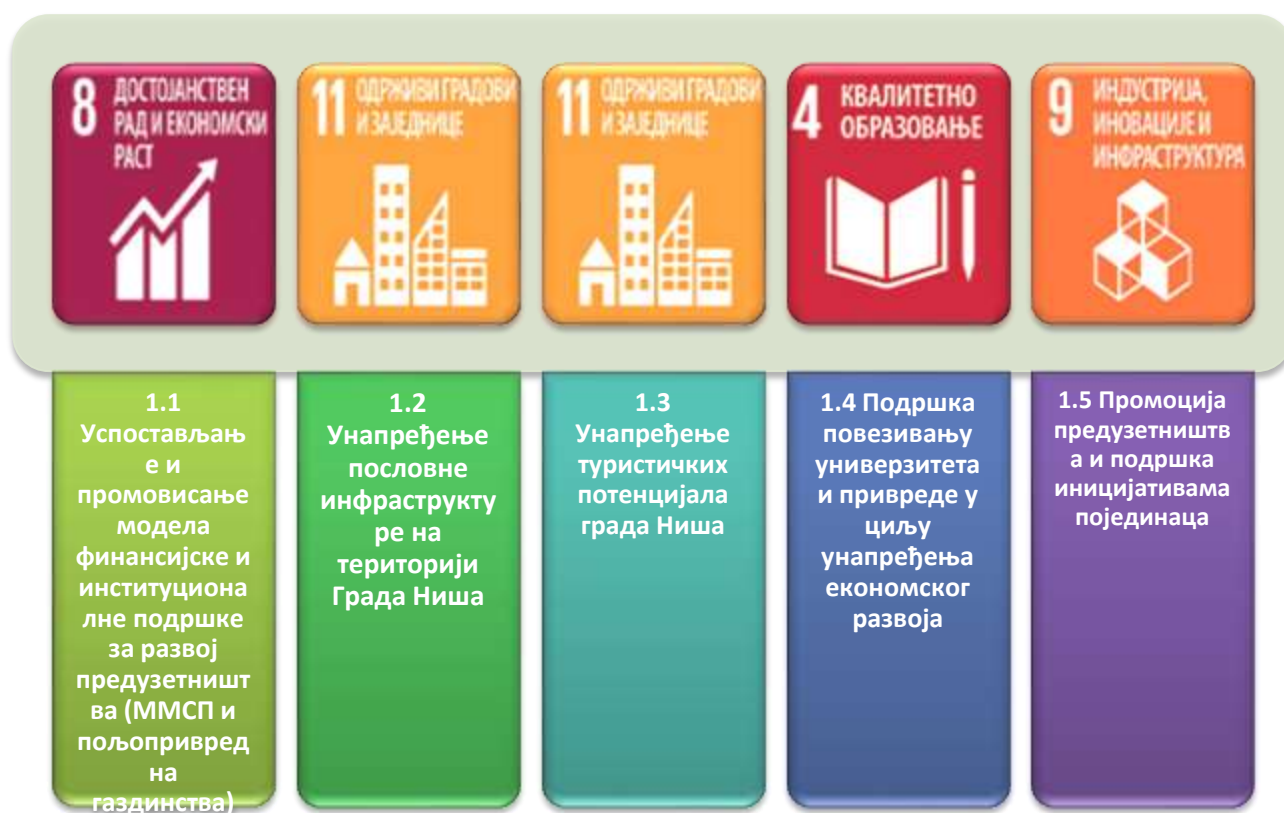 8 ДОСТОЈАНСТВЕН
РАД И ЕКОНОМСКИ
РАСТ
11 ОДРЖИВИ ГРАДОВИ
И ЗАЈЕДНИЦЕ
11 ОДРЖИВИ ГРАДОВИ
И ЗАЈЕДНИЦЕ
4 КВАЛИТЕТНО
ОБРАЗОВАЊЕ
9 ИНДУСТРИЈА,
ИНОВАЦИЈЕ И
ИНФРАСТРУКТУРА
1.1
Успостављањ
е и
промовисање
модела
финансијске и
институциона
лне подршке
за развој
предузетништ
ва (ММСП и
пољопривред
на
газдинства)
1.2
Унапређење
пословне
инфраструкту
ре на
територији
Града Ниша
1.3
Унапређење
туристичких
потенцијала
града Ниша
1.4 Подршка
повезивању
универзитета
и привреде у
циљу
унапређења
економског
развоја
1.5 Промоција
предузетништв
а и подршка
иницијативама
појединаца